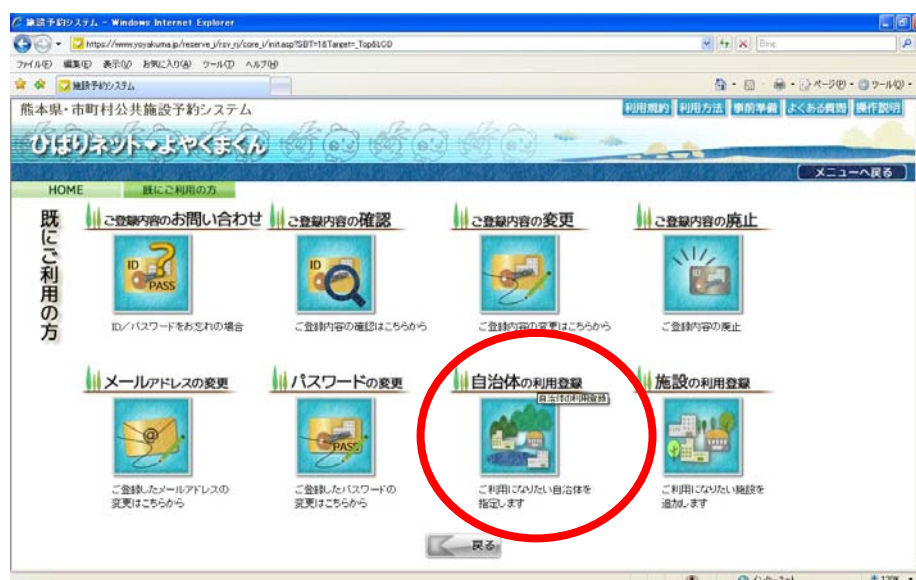 施設予約システム - Windows Internet Explorer
ファイル(F) 編集(E) 表示(V) お気に入り(A) ツール(T) ヘルプ(H)
施設予約システム
ページ(P) ツール(O)
熊本県・市町村公共施設予約システム
利用規約 利用方法 事前準備 よくある質問 操作説明
ひばりネット よやくまくん
メニューへ戻る
HOME 既にご利用の方
既にご利用の方
ご登録内容のお問い合わせ ご登録内容の確認 ご登録内容の変更 ご登録内容の廃止
ID PASS
ID
ID/パスワードをお忘れの場合 ご登録内容の確認はこちらから ご登録内容の変更はこちらから ご登録内容の廃止
メールアドレスの変更 パスワードの変更 自治体の利用登録 施設の利用登録
自治体の利用登録
@ PASS
ご登録したメールアドレスの ご登録したパスワードの ご利用になりたい自治体を ご利用になりたい施設を
変更はこちらから 変更はこちらから 指定します 追加します
戻る